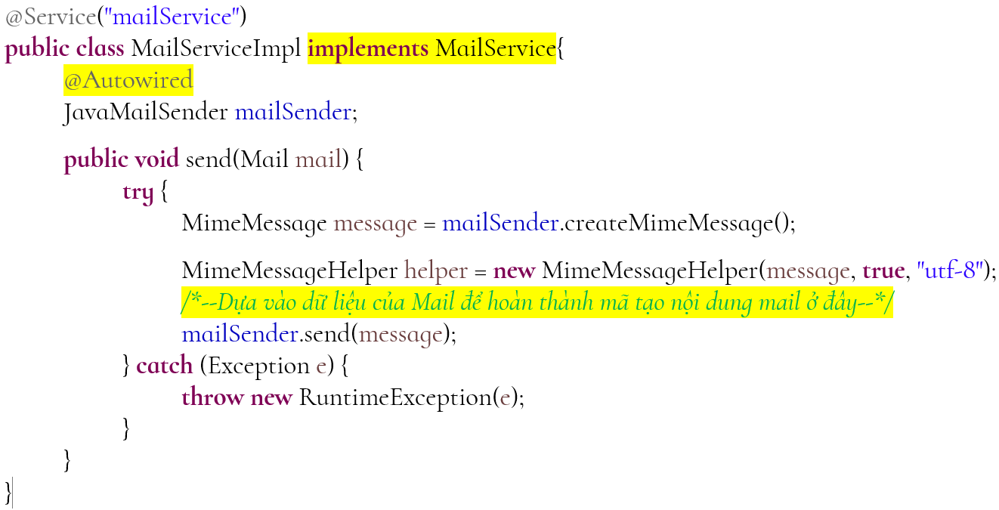 @Service("mailService")
public class MailServiceImpl implements MailService{
@Autowired
JavaMailSender mailSender;
public void send(Mail mail) {
try {
MimeMessage message = mailSender.createMimeMessage();
MimeMessageHelper helper = new MimeMessageHelper(message, true, "utf-8");
/*--Dựa vào dữ liệu của Mail để hoàn thành mã tạo nội dung mail ở đây--*/
mailSender.send(message);
} catch (Exception e) {
throw new RuntimeException(e);
}
}
}